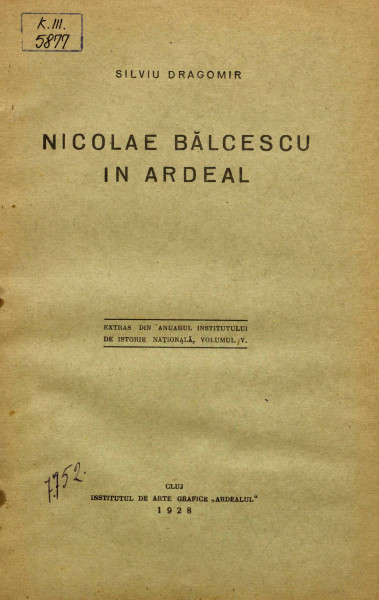 K. III.
5877
SILVIU DRAGOMIR
NICOLAE BĂLCESCU
IN ARDEAL
EXTRAS DIN ANUARUL INSTITUTULUI
DE ISTORIE NAȚIONALĂ, VOLUMUL V.
7752.
CLUJ
INSTITUTUL DE ARTE GRAFICE „ARDEALUL"
1928